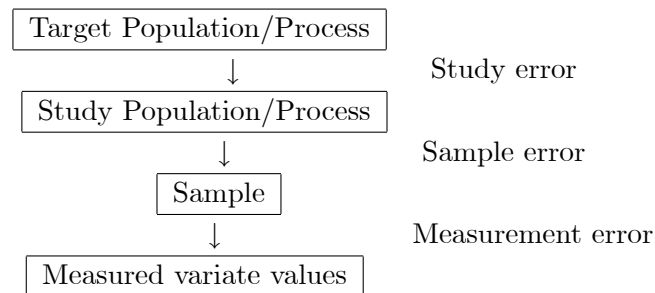 Target Population/Process
Study error
Study Population/Process
Sample error
Sample
Measurement error
Measured variate values